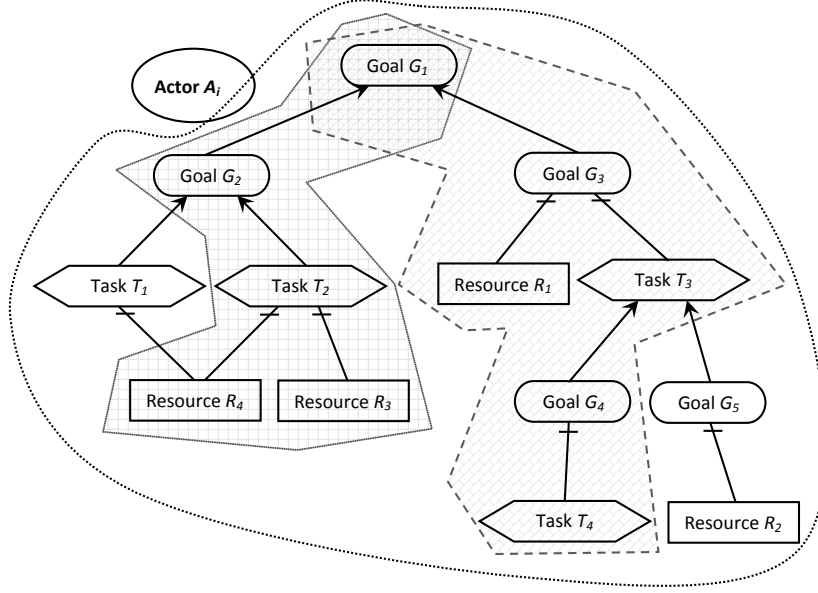 Goal G1
Actor Ai
Goal G2
Goal G3
Task T1
Task T2
Resource R1
Task T3
Resource R4
Resource R3
Goal G4
Goal G5
Task T4
Resource R2